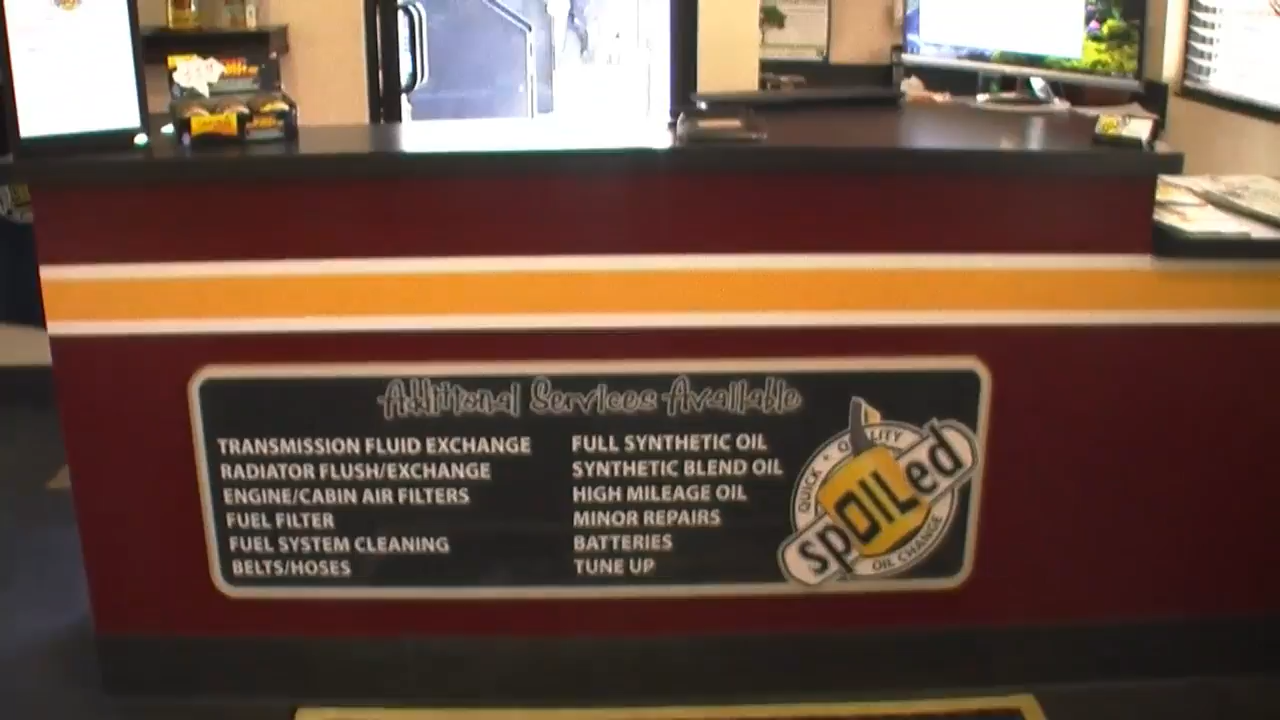 Additional Services Available
TRANSMISSION FLUID EXCHANGE
RADIATOR FLUSH/EXCHANGE
ENGINE/CABIN AIR FILTERS
FUEL FILTER
FUEL SYSTEM CLEANING
BELTS/HOSES
FULL SYNTHETIC OIL
SYNTHETIC BLEND OIL
HIGH MILEAGE OIL
MINOR REPAIRS
BATTERIES
TUNE UP
QUICK • QUALITY
spOILed
OIL CHANGE